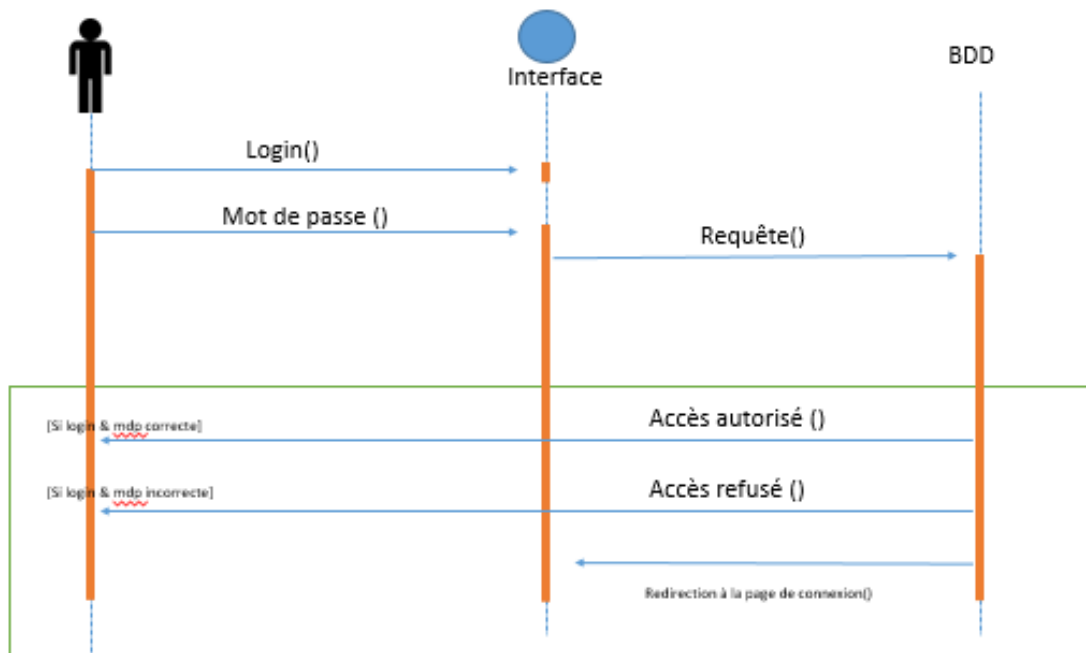 Interface
BDD
Login()
Mot de passe ()
Requête()
[Si login & mdp correcte]
Accès autorisé ()
[Si login & mdp incorrecte]
Accès refusé ()
Redirection à la page de connexion()